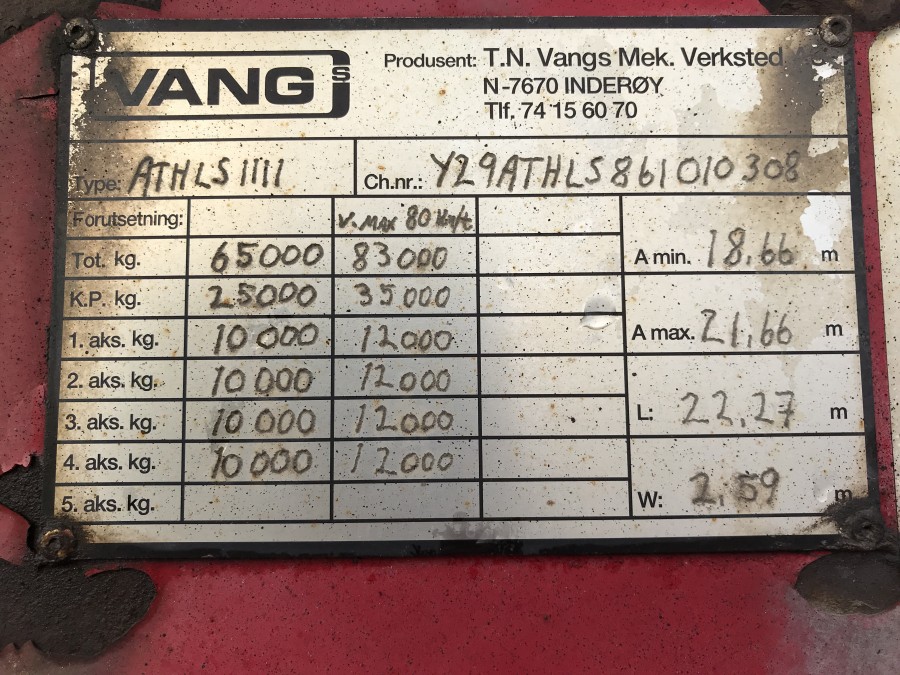 VANG S
Produsent: T.N. Vangs Mek. Verksted
N-7670 INDERØY
Tlf. 74 15 60 70
Type: ATHLS1111 Ch.nr.: Y29ATHLS861010308
Forutsetning: V. MAX 80 Km/t
Tot. kg. 65000 83000 A min. 18,66 m
K.P. kg. 25000 35000
1. aks. kg. 10000 12000 A max. 21,66 m
2. aks. kg. 10000 12000
3. aks. kg. 10000 12000 L: 22,27 m
4. aks. kg. 10000 12000
5. aks. kg. W: 2,59 m